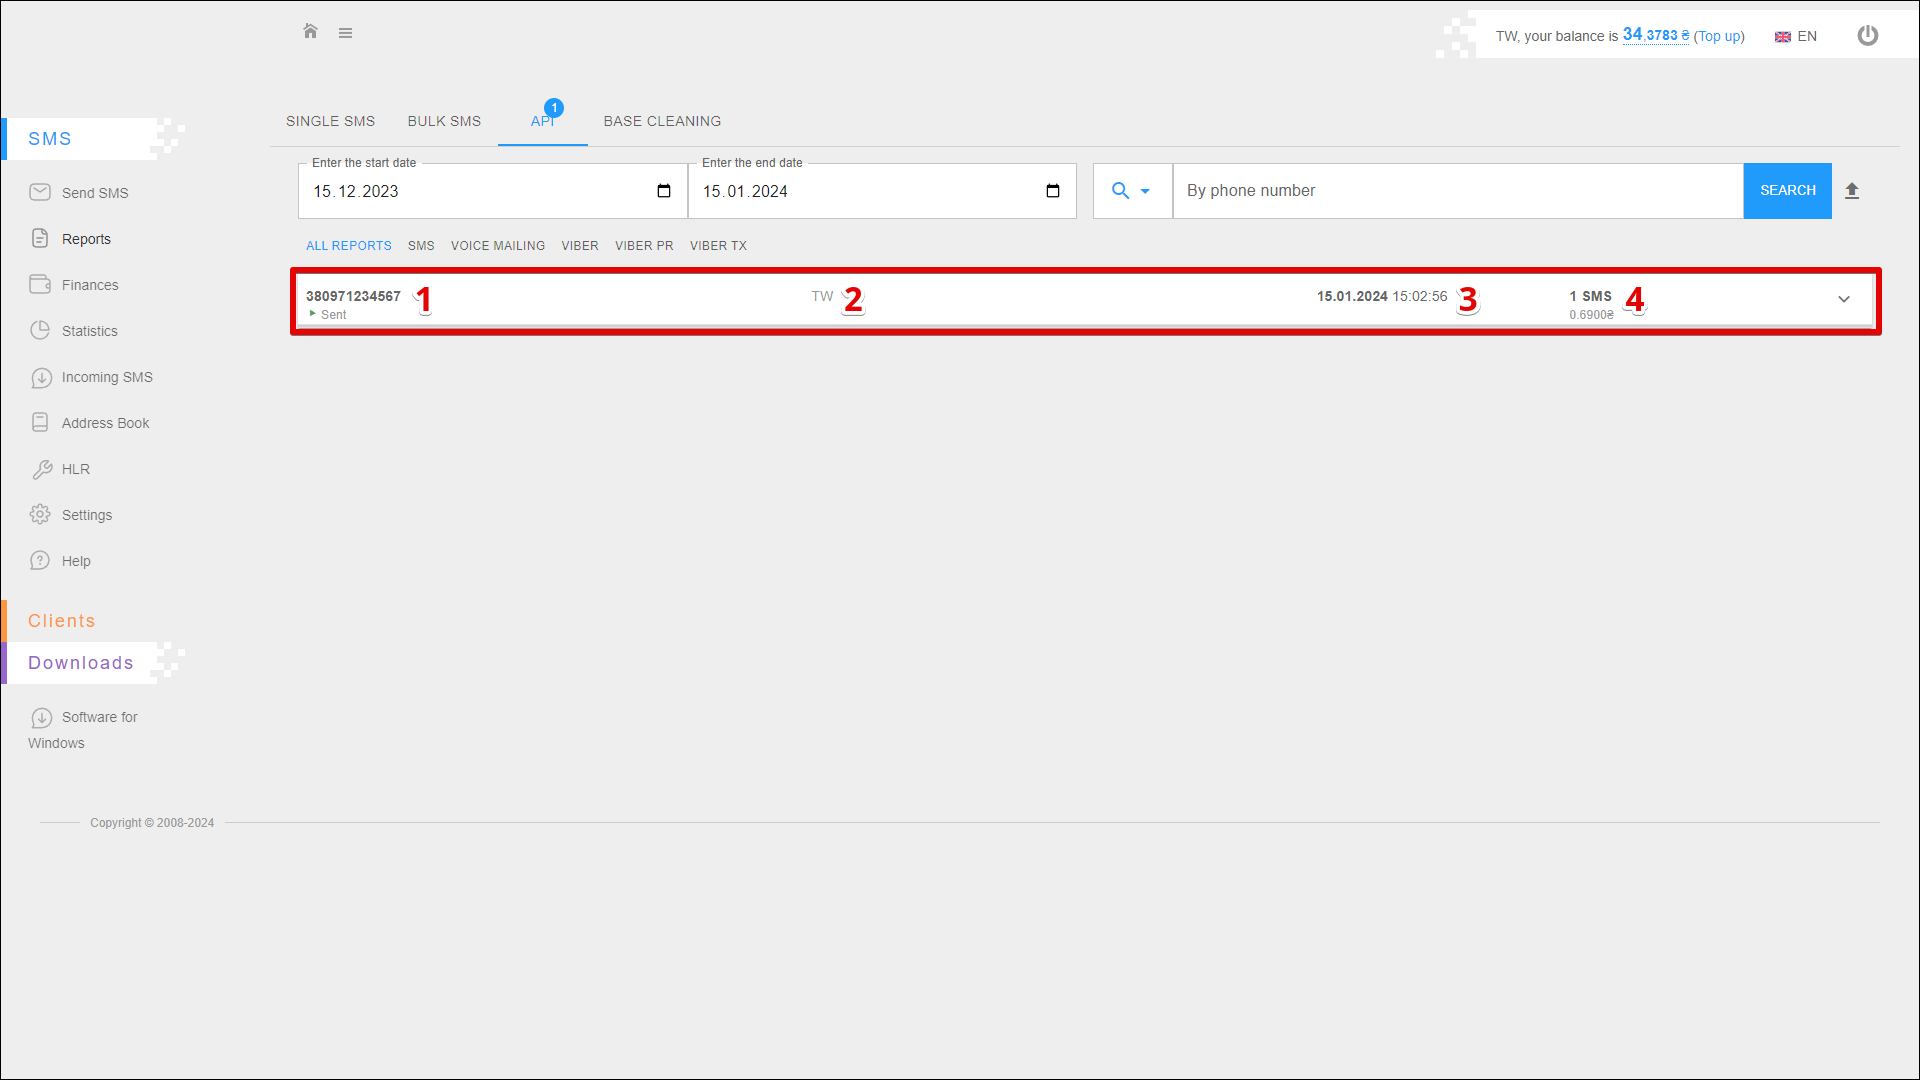 TW, your balance is 34,3783 ₴ (Top up) EN
SINGLE SMS BULK SMS API 1 BASE CLEANING
SMS
Send SMS
Reports
Finances
Statistics
Incoming SMS
Address Book
HLR
Settings
Help
Clients
Downloads
Software for
Windows
Enter the start date Enter the end date
15.12.2023 15.01.2024 By phone number SEARCH
ALL REPORTS SMS VOICE MAILING VIBER VIBER PR VIBER TX
380971234567 1 TW 2 15.01.2024 15:02:56 3 1 SMS 4
Sent 0.6900₴
Copyright © 2008-2024